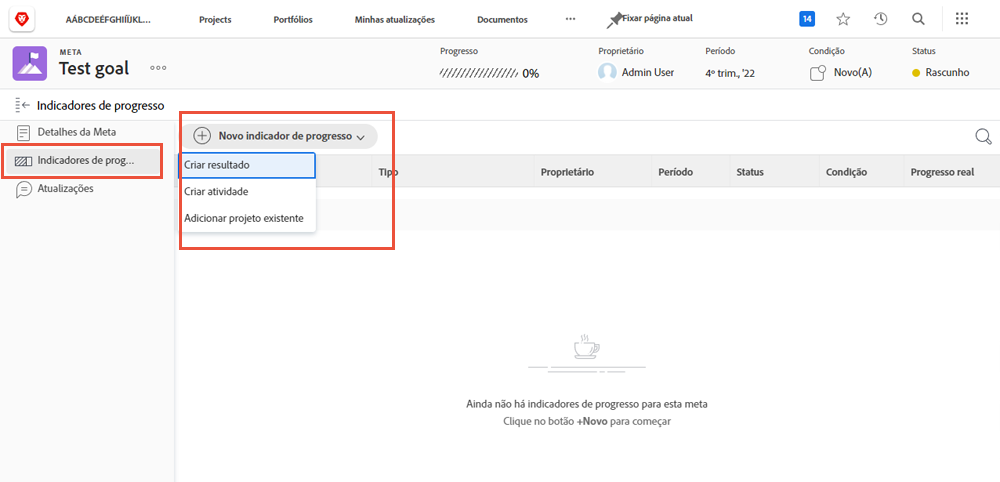 AÁBCDEÉFGHIÍÏJKL... Projects Portfólios Minhas atualizações Documentos ... Fixar página atual 14
META
Test goal
Progresso Proprietário Período Condição Status
0% Admin User 4º trim., '22 Novo(A) Rascunho
Indicadores de progresso
Detalhes da Meta
Indicadores de prog...
Atualizações
Novo indicador de progresso
Criar resultado
Criar atividade
Adicionar projeto existente
Tipo Proprietário Período Status Condição Progresso real
Ainda não há indicadores de progresso para esta meta
Clique no botão +Novo para começar